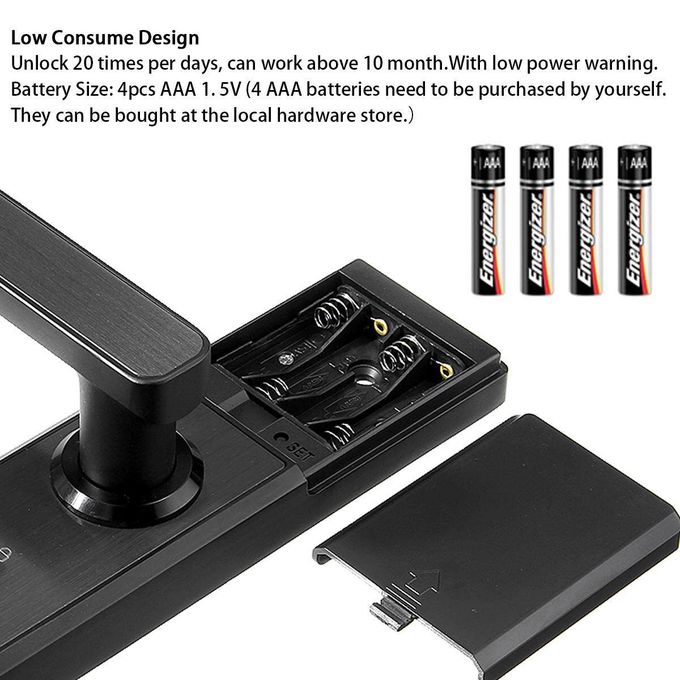 Low Consume Design
Unlock 20 times per days, can work above 10 month.With low power warning.
Battery Size: 4pcs AAA 1. 5V (4 AAA batteries need to be purchased by yourself.
They can be bought at the local hardware store.)
AAA AAA AAA AAA
Energizer Energizer Energizer Energizer
SET